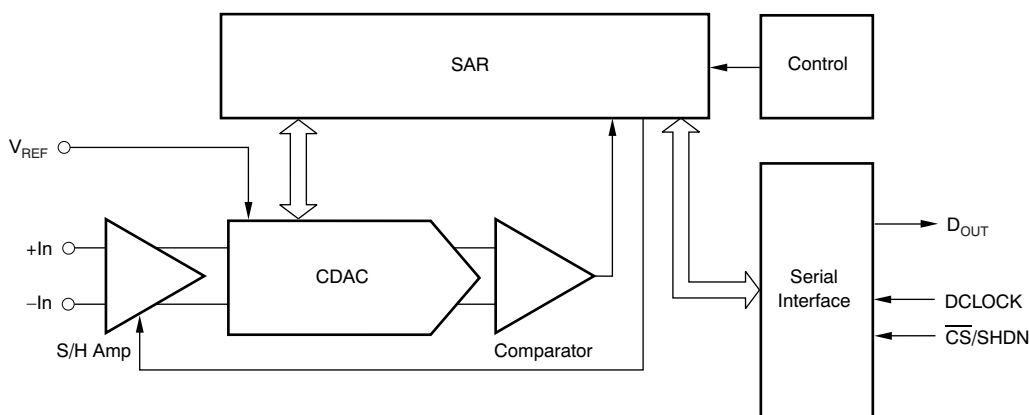 SAR
Control
VREF
+In
–In
CDAC
S/H Amp
Comparator
Serial
Interface
DOUT
DCLOCK
CS/SHDN